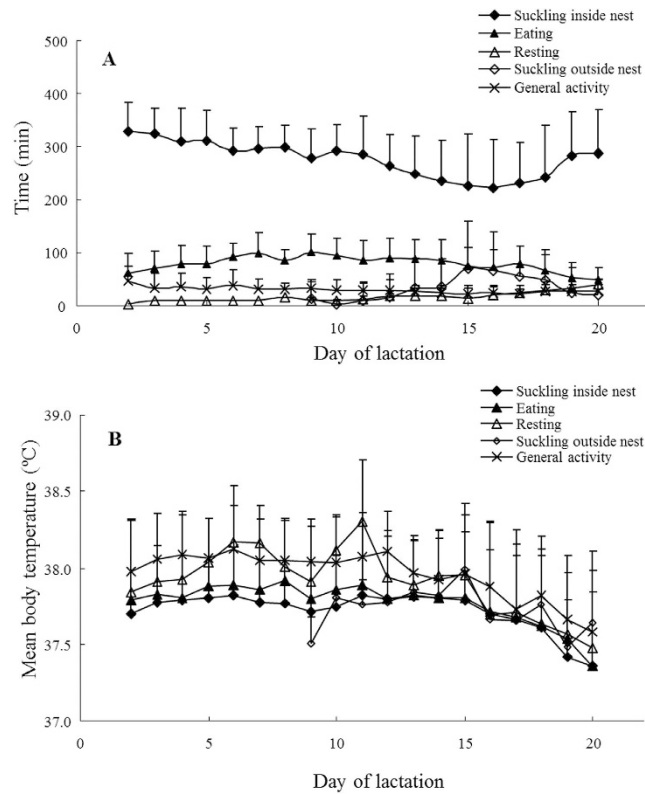 Suckling inside nest
Eating
Resting
Suckling outside nest
General activity
A
500
400
300
200
100
0
Time (min)
0 5 10 15 20
Day of lactation
Suckling inside nest
Eating
Resting
Suckling outside nest
General activity
B
39.0
38.5
38.0
37.5
37.0
Mean body temperature (ºC)
0 5 10 15 20
Day of lactation